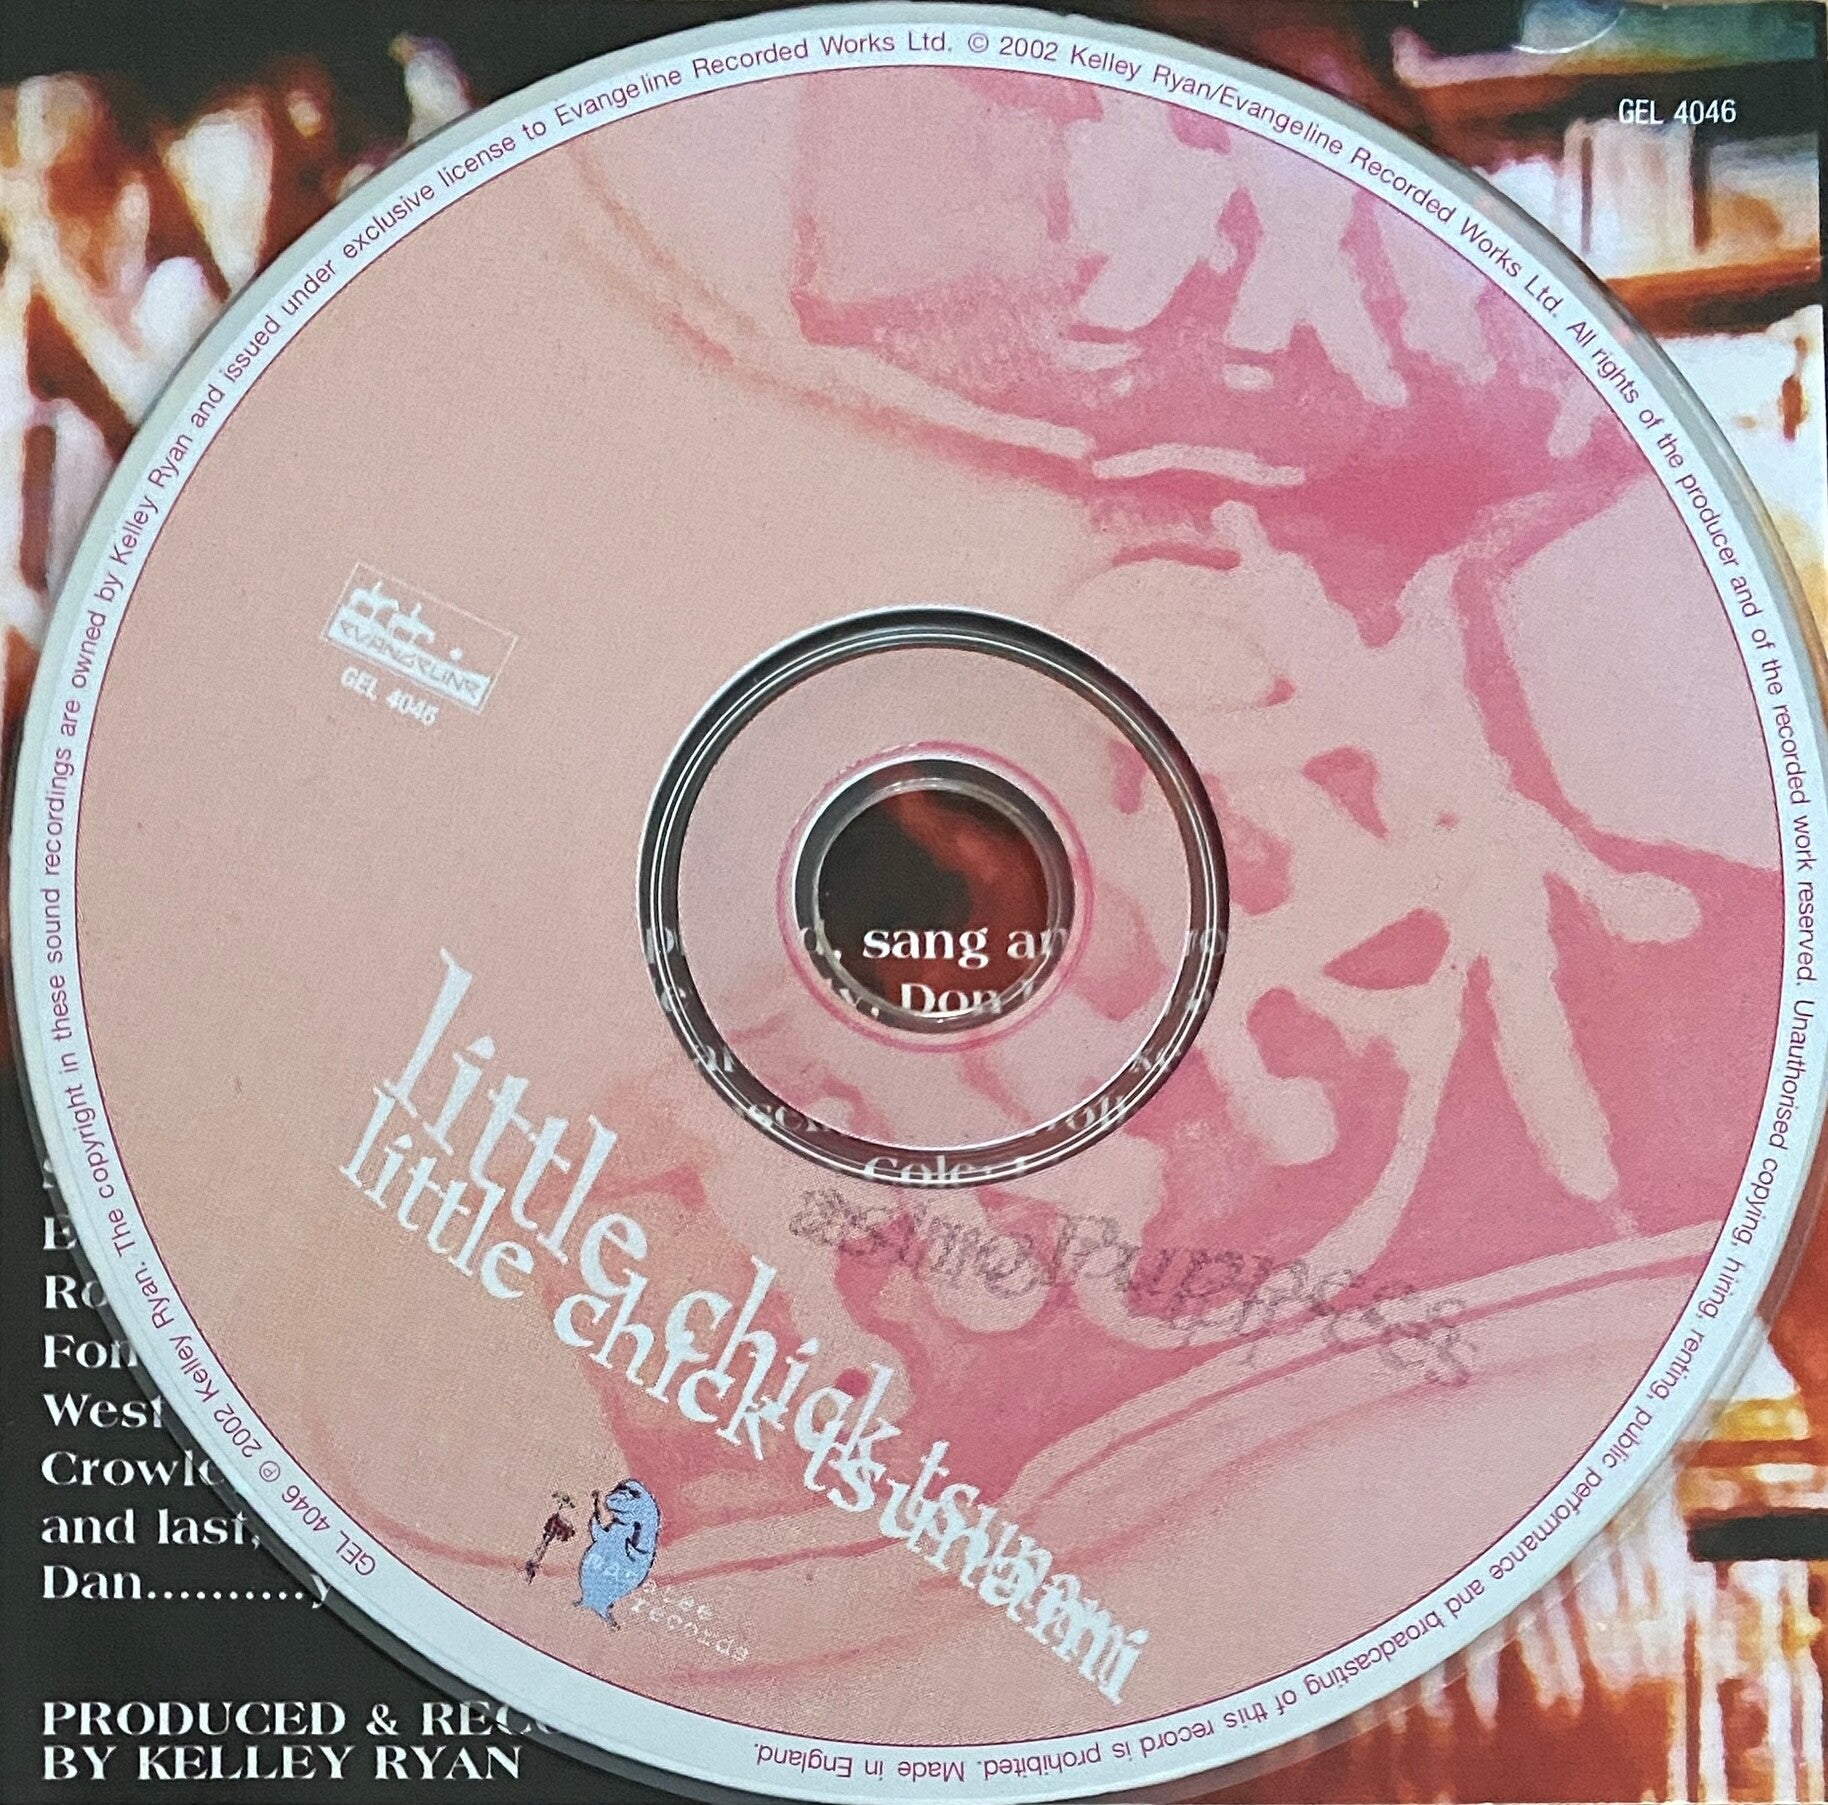 GEL 4046
GEL 4046 ℗ 2002 Kelley Ryan. The copyright in these sound recordings are owned by Kelley Ryan and issued under exclusive license to Evangeline Recorded Works Ltd. © 2002 Kelley Ryan/Evangeline Recorded Works Ltd. All rights of the producer and of the recorded work reserved. Unauthorised copying, hiring, renting, public performance and broadcasting of this record is prohibited. Made in England.
EVANGELINE
GEL 4046
sang
Don
little chick tsunami
little chick tsunami
astroPuppees
records
West
and last,
Dan..........y
PRODUCED &
BY KELLEY RYAN